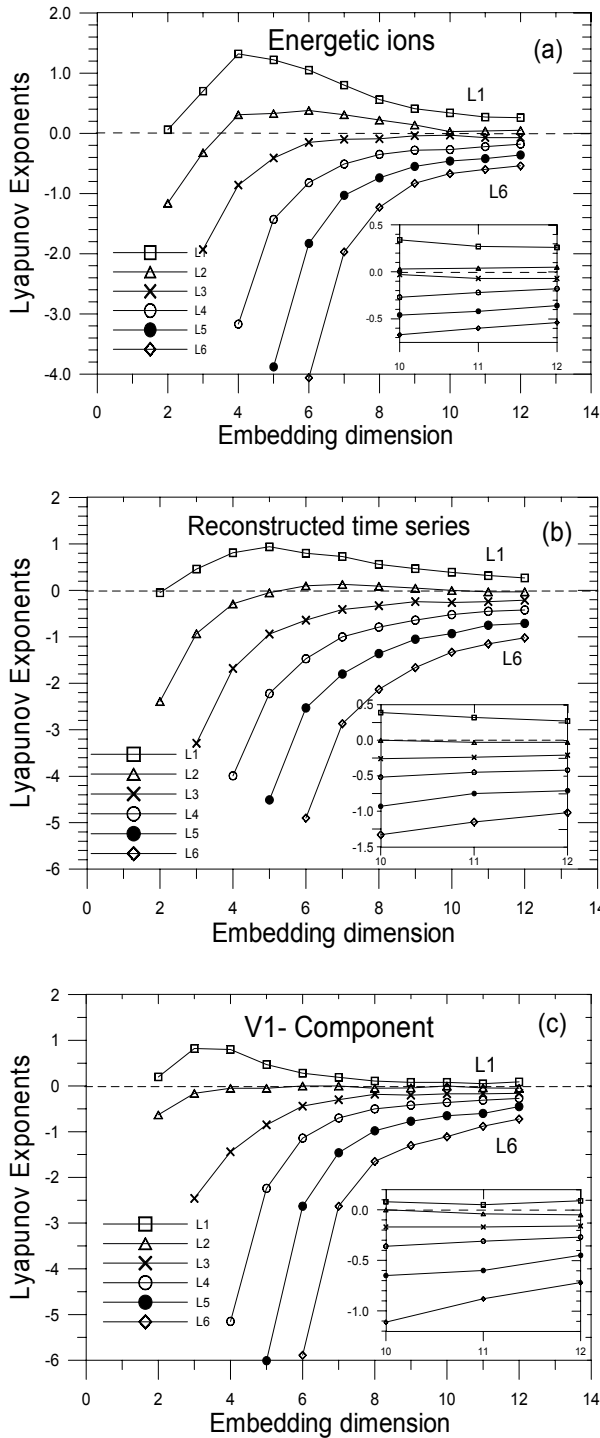 Energetic ions
(a)
Lyapunov Exponents
2.0
1.0
0.0
-1.0
-2.0
-3.0
-4.0
L1
L6
L1
L2
L3
L4
L5
L6
0.5
0.0
-0.5
10 11 12
0 2 4 6 8 10 12 14
Embedding dimension
Reconstructed time series
(b)
Lyapunov Exponents
2
1
0
-1
-2
-3
-4
-5
-6
L1
L6
L1
L2
L3
L4
L5
L6
0.5
0.0
-0.5
-1.0
-1.5
10 11 12
0 2 4 6 8 10 12 14
Embedding dimension
V1- Component
(c)
Lyapunov Exponents
2
1
0
-1
-2
-3
-4
-5
-6
L1
L6
L1
L2
L3
L4
L5
L6
0.0
-0.5
-1.0
10 11 12
0 2 4 6 8 10 12 14
Embedding dimension